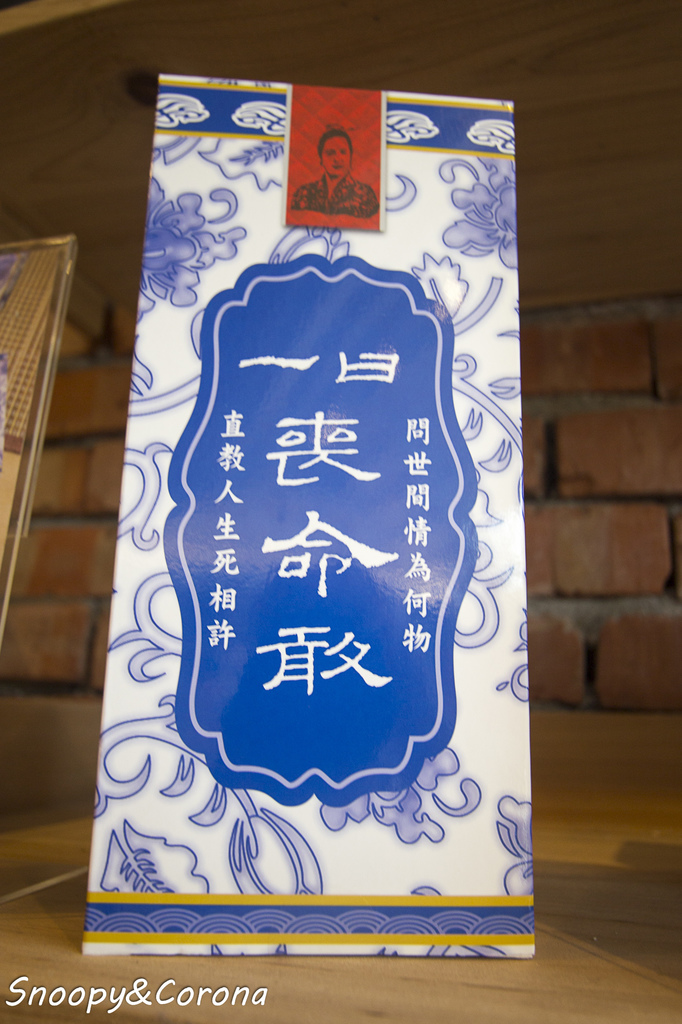 日一
喪
命
敢
問世間情為何物
直教人生死相許
Snoopy&Corona